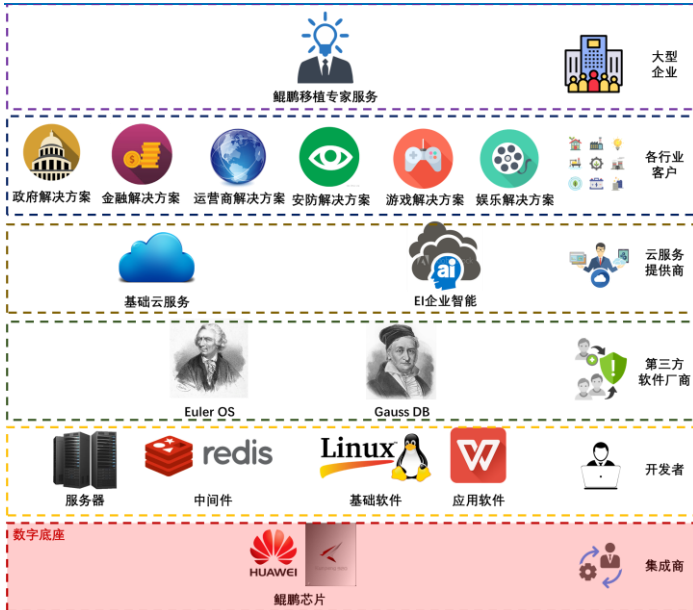 鲲鹏移植专家服务
大型
企业
政府解决方案
金融解决方案
运营商解决方案
安防解决方案
游戏解决方案
娱乐解决方案
各行业
客户
ai
基础云服务
EI企业智能
云服务
提供商
Euler OS
Gauss DB
第三方
软件厂商
redis
Linux
服务器
中间件
基础软件
应用软件
开发者
数字底座
HUAWEI
鲲鹏芯片
集成商